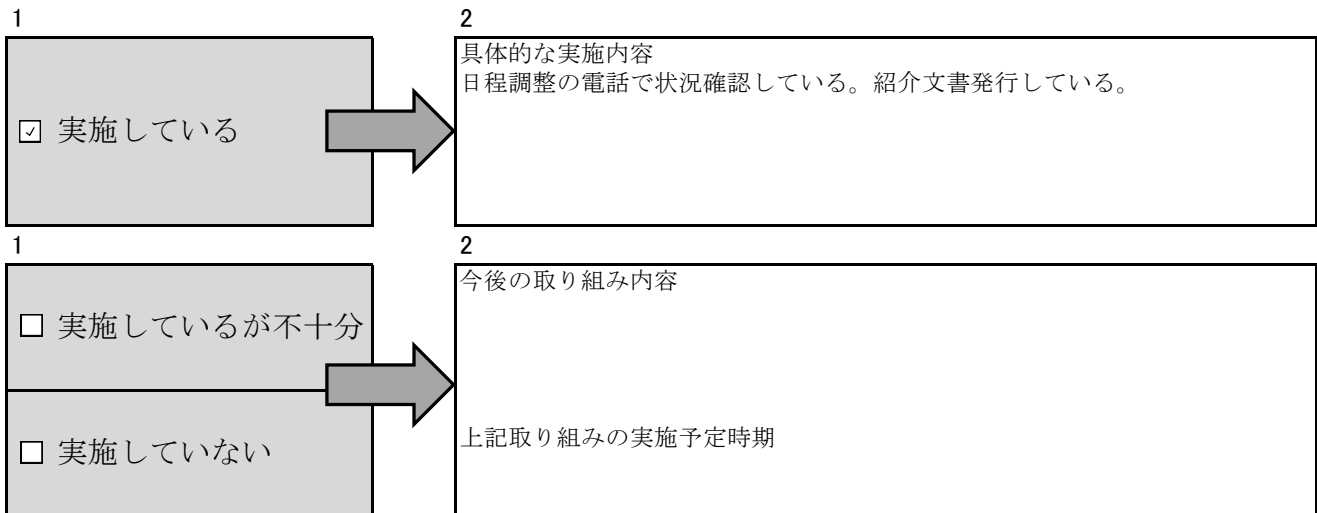 1
2
☑ 実施している
具体的な実施内容
日程調整の電話で状況確認している。紹介文書発行している。
1
2
☐ 実施しているが不十分
☐ 実施していない
今後の取り組み内容
上記取り組みの実施予定時期